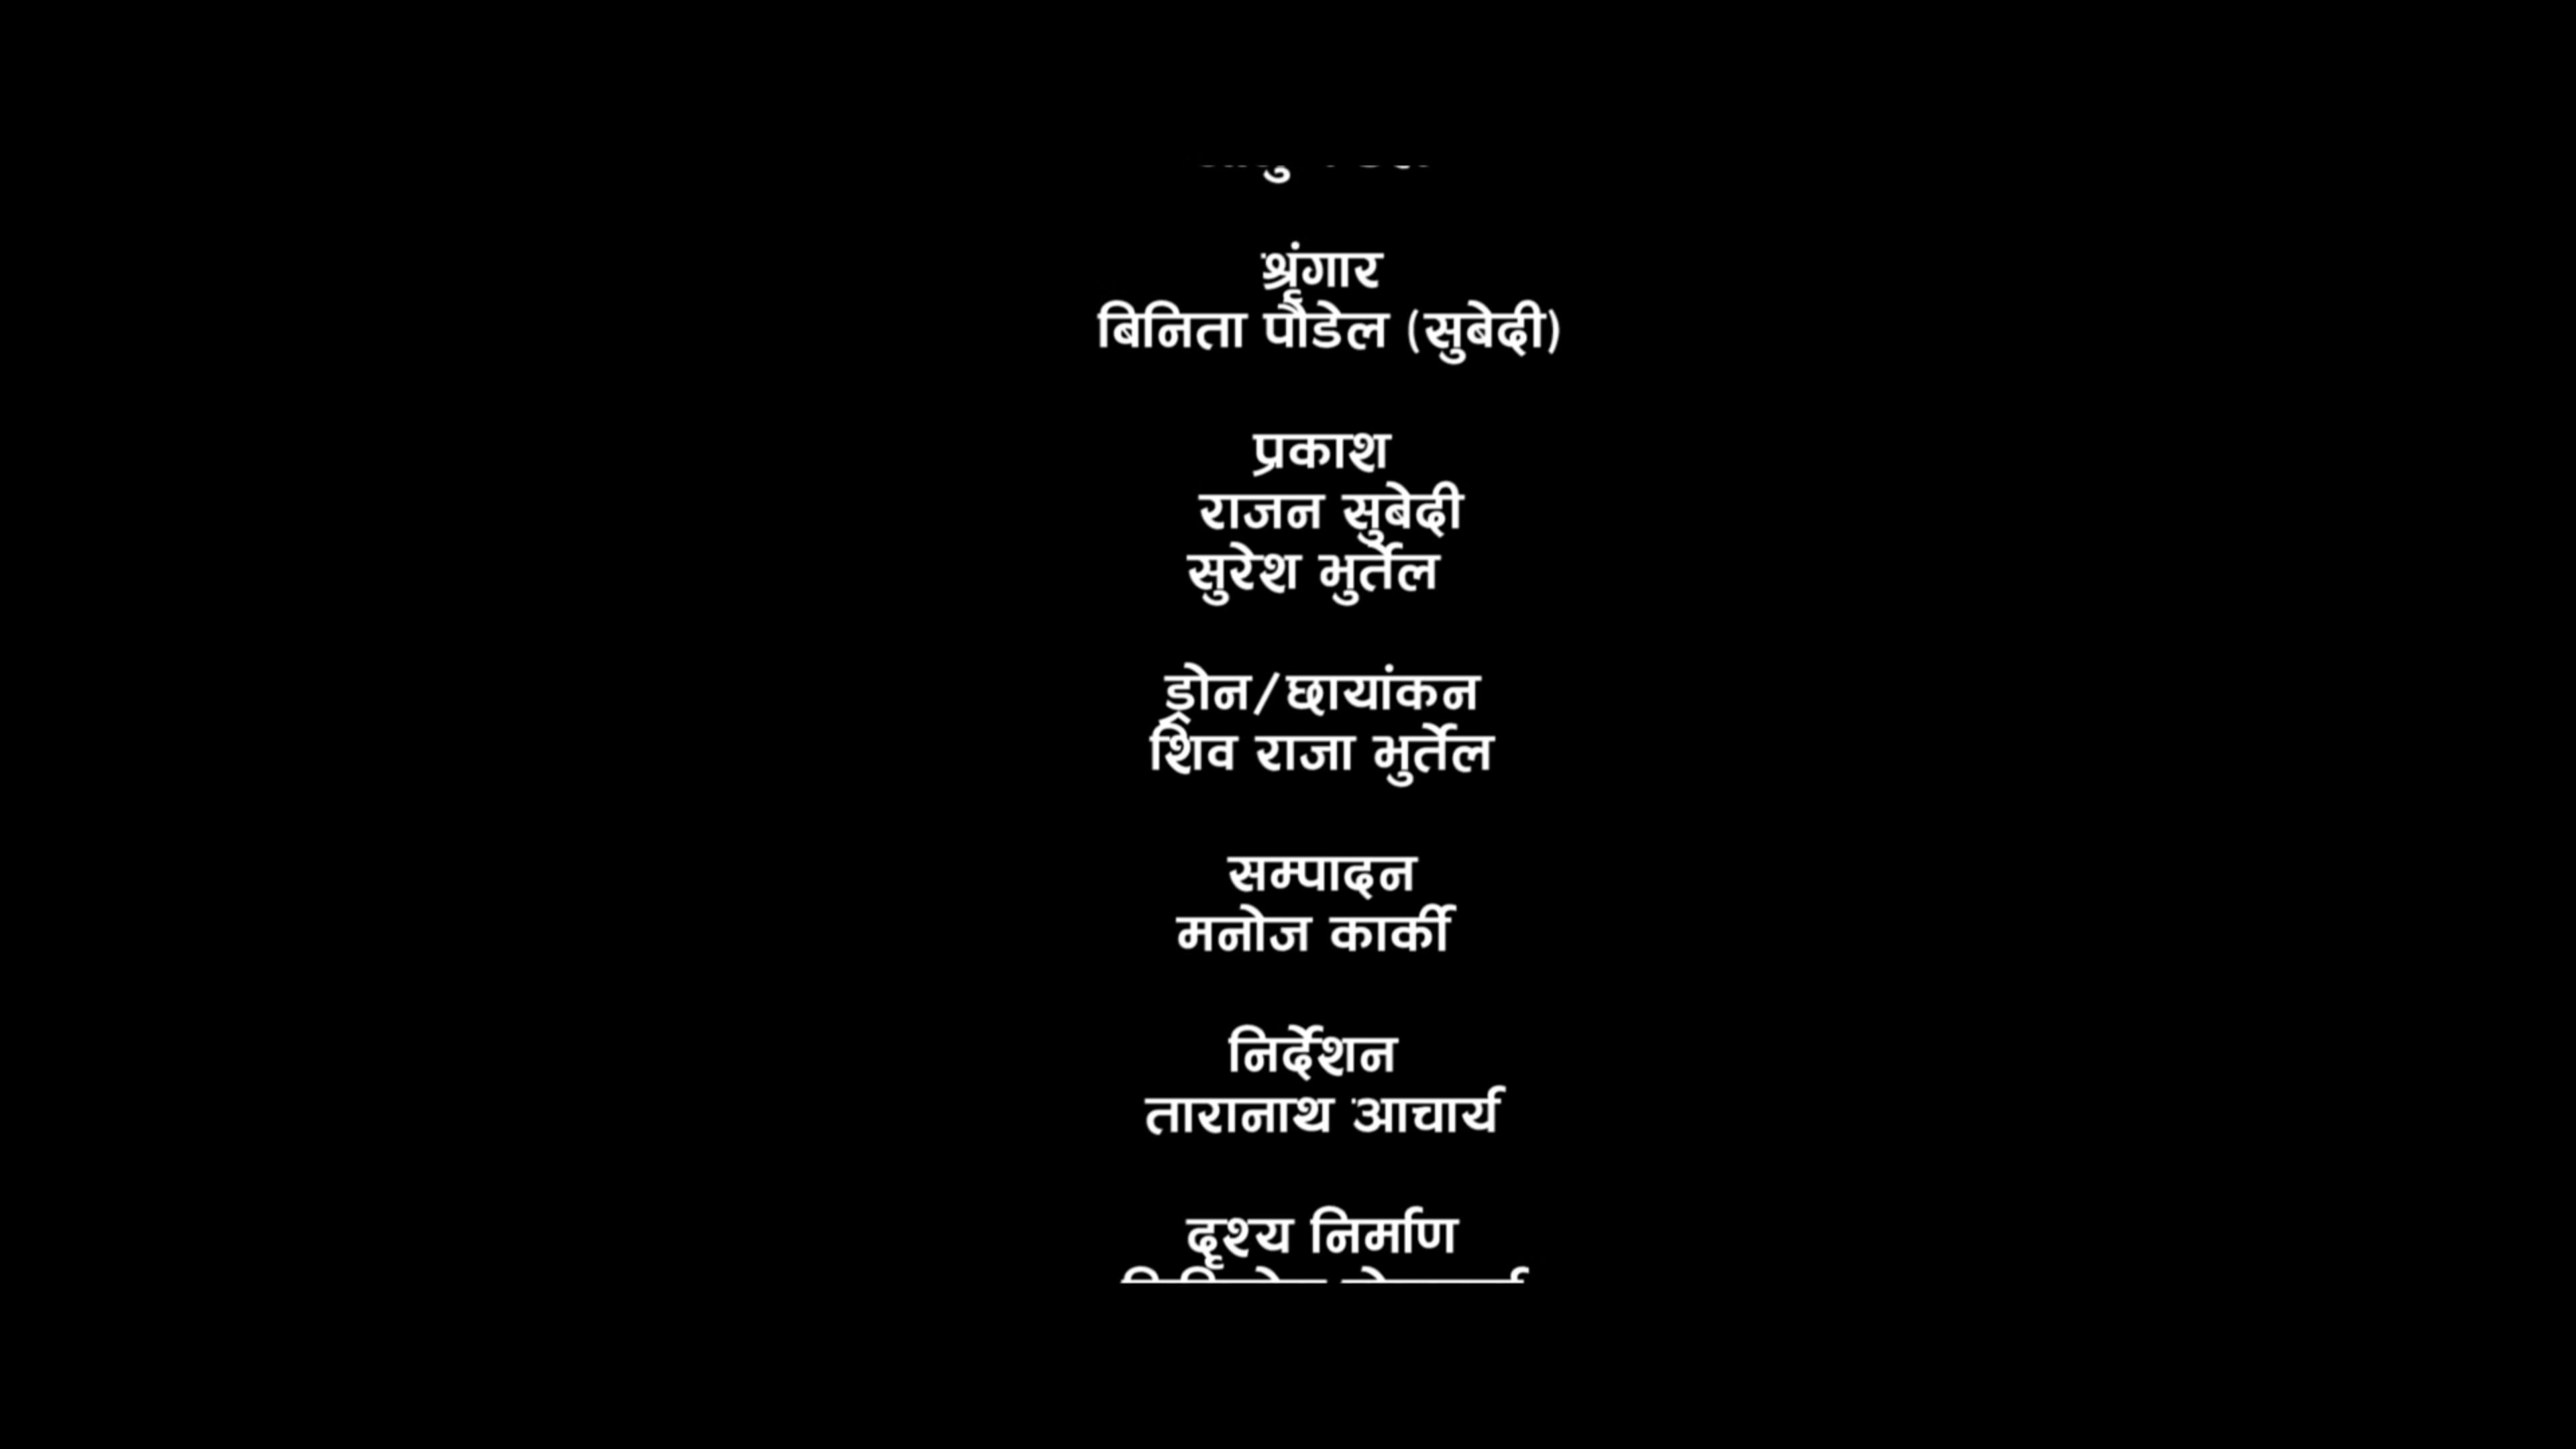 श्रृंगार
बिनिता पौडेल (सुबेदी)
प्रकाश
राजन सुबेदी
सुरेश भुर्तेल
ड्रोन/छायांकन
शिव राजा भुर्तेल
सम्पादन
मनोज कार्की
निर्देशन
तारानाथ आचार्य
दृश्य निर्माण